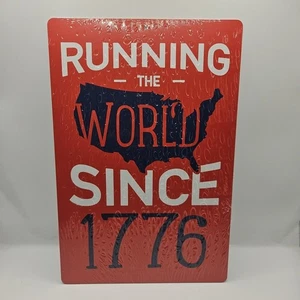 RUNNING
- THE -
WORLD
SINCE
1776